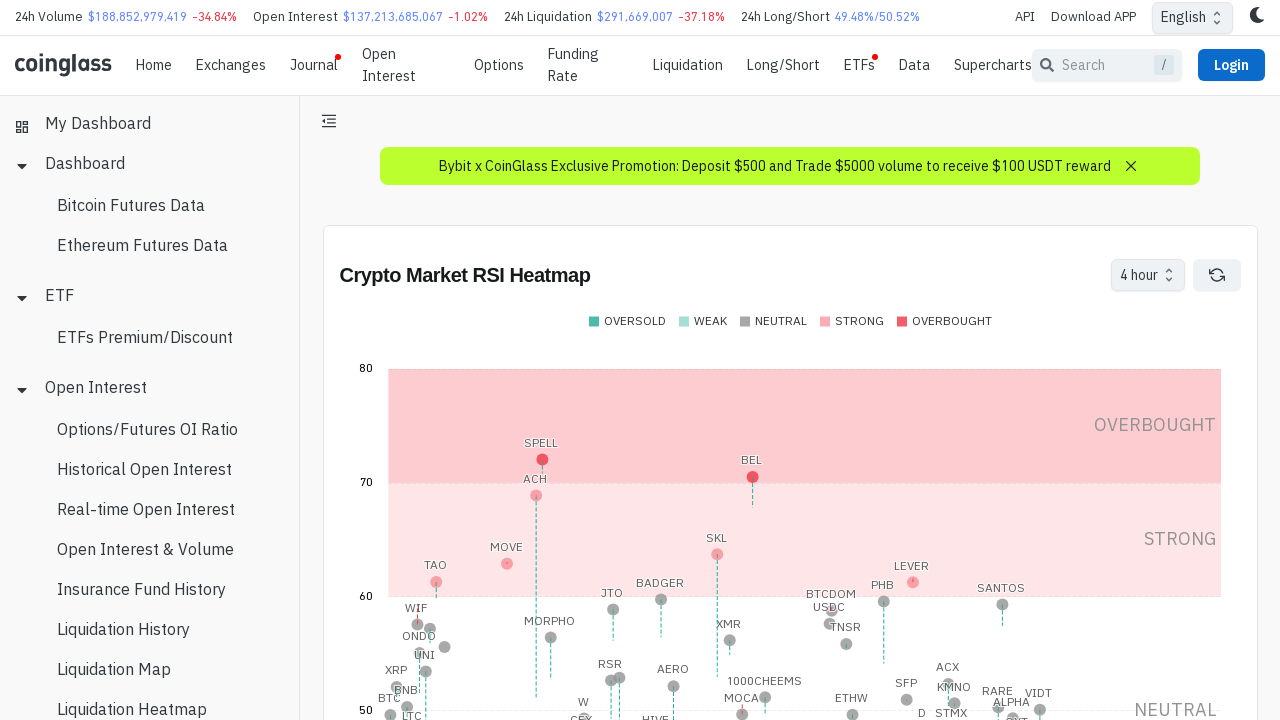 24h Volume $188,852,979,419 -34.84% Open Interest $137,213,685,067 -1.02% 24h Liquidation $291,669,007 -37.18% 24h Long/Short 49.48%/50.52% API Download APP English
coinglass Home Exchanges Journal Open Interest Options Funding Rate Liquidation Long/Short ETFs Data Supercharts Search / Login
My Dashboard
Dashboard
Bitcoin Futures Data
Ethereum Futures Data
ETF
ETFs Premium/Discount
Open Interest
Options/Futures OI Ratio
Historical Open Interest
Real-time Open Interest
Open Interest & Volume
Insurance Fund History
Liquidation History
Liquidation Map
Liquidation Heatmap
Bybit x CoinGlass Exclusive Promotion: Deposit $500 and Trade $5000 volume to receive $100 USDT reward
Crypto Market RSI Heatmap
4 hour
OVERSOLD WEAK NEUTRAL STRONG OVERBOUGHT
80
OVERBOUGHT
SPELL
BEL
ACH
70
SKL
STRONG
MOVE
TAO
LEVER
BADGER
PHB
SANTOS
JTO
BTCDOM
60
WIF
USDC
MORPHO
XMR
TNSR
ONDO
UNI
RSR
AERO
ACX
XRP
1000CHEEMS
SFP
KMNO
BNB
RARE
VIDT
BTC
MOCA
ETHW
W
ALPHA
50
NEUTRAL
LTC
D
STMX
HIVE